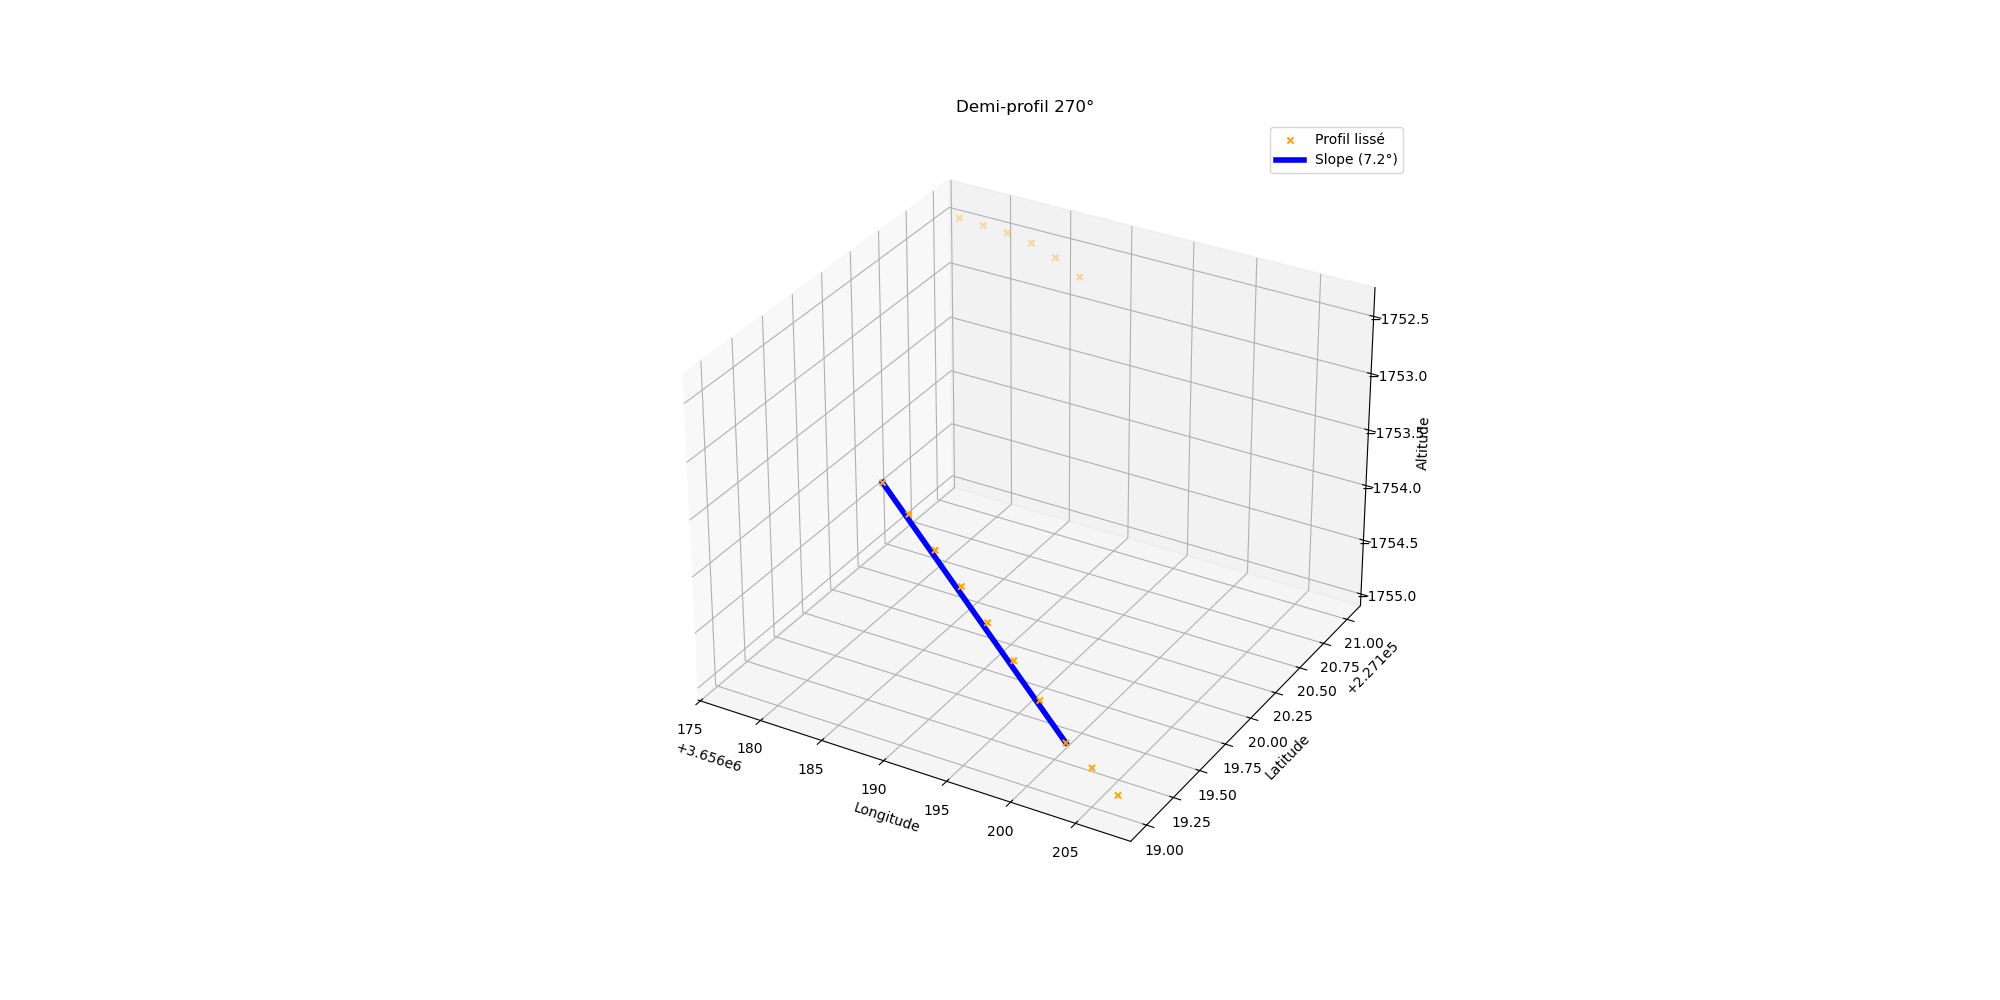 Demi-profil 270°
Profil lissé
Slope (7.2°)
−1752.5
−1753.0
−1753.5
−1754.0
−1754.5
−1755.0
Altitude
21.00
20.75
20.50
20.25
20.00
19.75
19.50
19.25
19.00
+2.271e5
Latitude
175
180
185
190
195
200
205
+3.656e6
Longitude